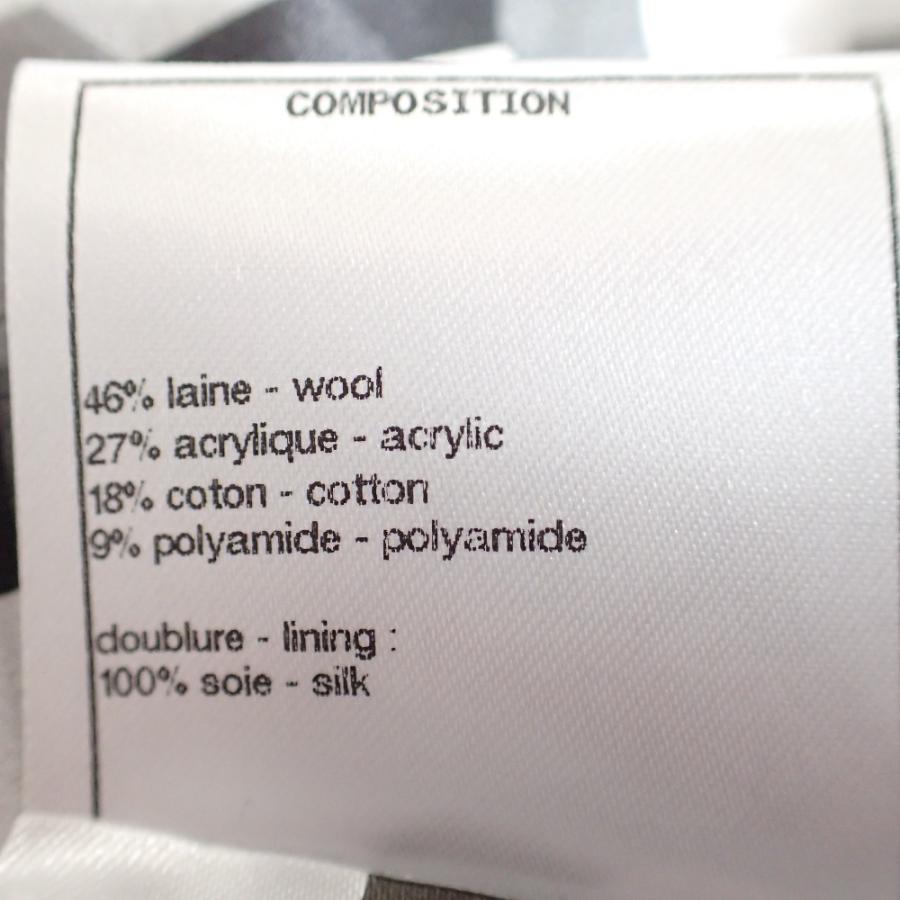 COMPOSITION
46% laine - wool
27% acrylique - acrylic
18% coton - cotton
9% polyamide - polyamide
doublure - lining :
100% soie - silk